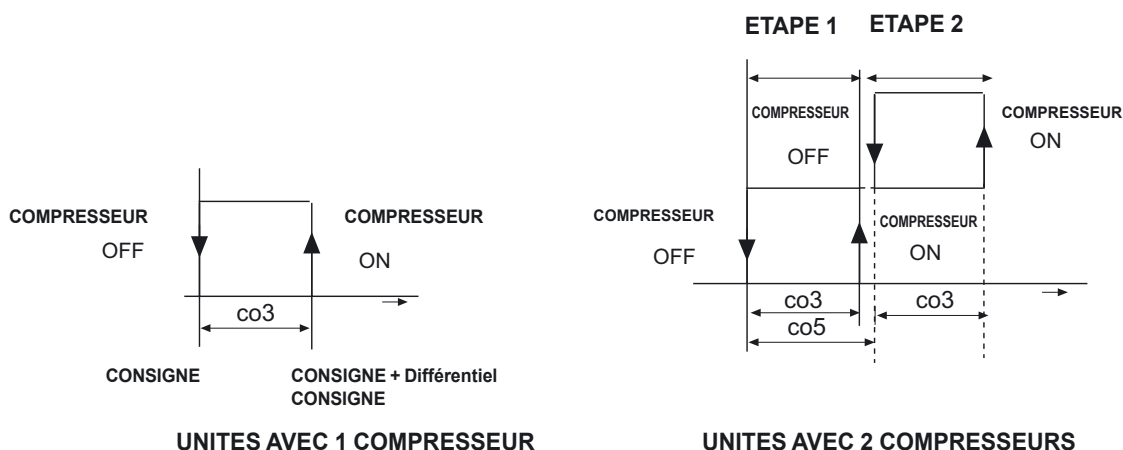 ETAPE 1
ETAPE 2
COMPRESSEUR
OFF
COMPRESSEUR
ON
COMPRESSEUR
OFF
COMPRESSEUR
ON
COMPRESSEUR
OFF
COMPRESSEUR
ON
co3
co3
co3
co5
CONSIGNE
CONSIGNE + Différentiel
CONSIGNE
UNITES AVEC 1 COMPRESSEUR
UNITES AVEC 2 COMPRESSEURS